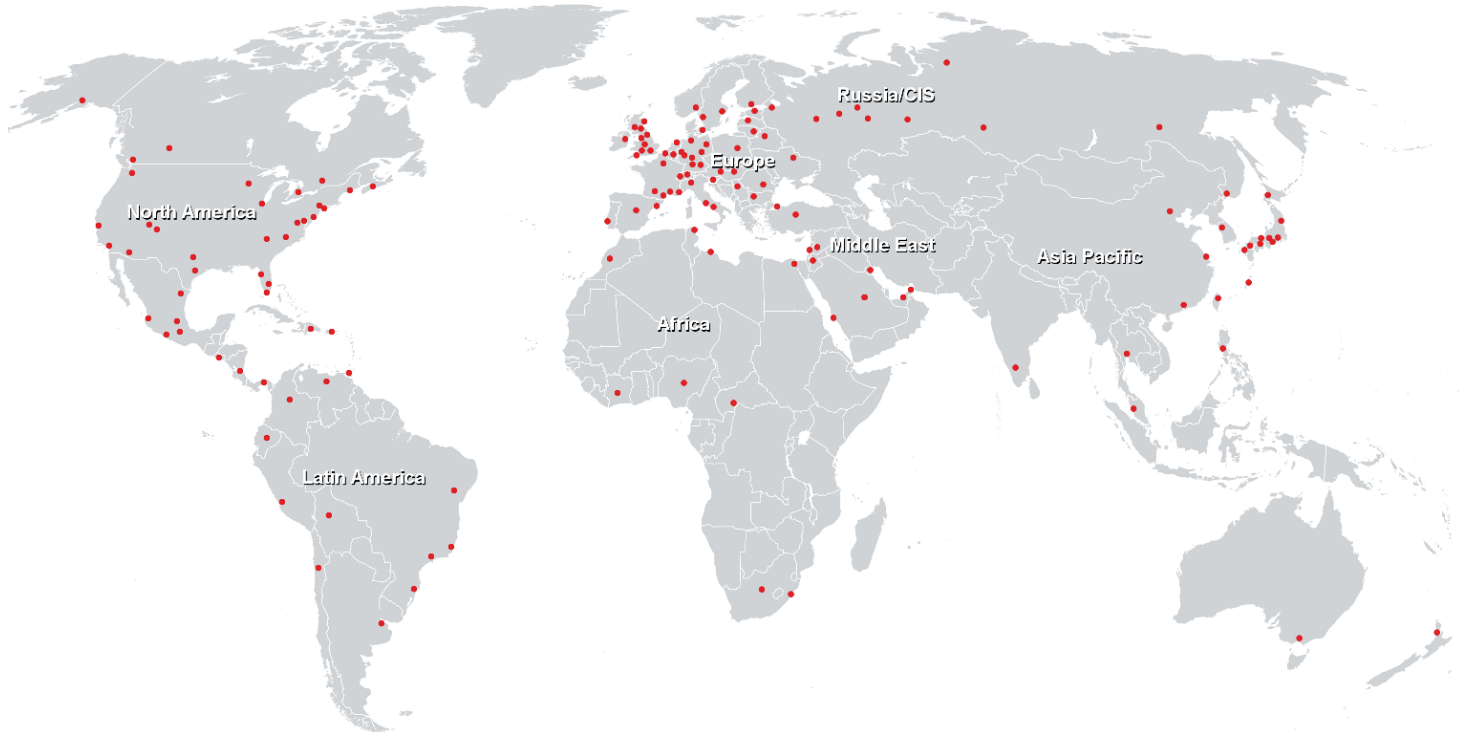 Russia/CIS
Europe
North America
Middle East
Asia Pacific
Africa
Latin America